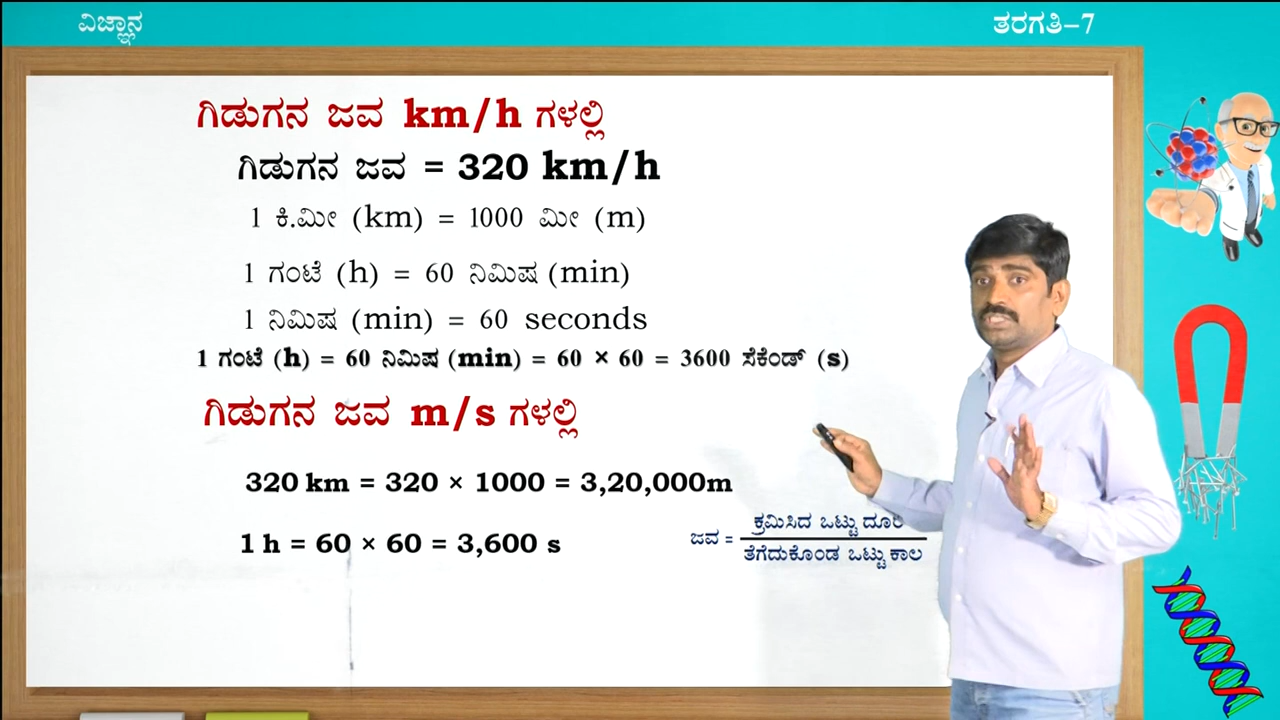 ವಿಜ್ಞಾನ
ತರಗತಿ-7
ಗಿಡುಗನ ಜವ km/h ಗಳಲ್ಲಿ
ಗಿಡುಗನ ಜವ = 320 km/h
1 ಕಿ.ಮೀ (km) = 1000 ಮೀ (m)
1 ಗಂಟೆ (h) = 60 ನಿಮಿಷ (min)
1 ನಿಮಿಷ (min) = 60 seconds
1 ಗಂಟೆ (h) = 60 ನಿಮಿಷ (min) = 60 × 60 = 3600 ಸೆಕೆಂಡ್ (s)
ಗಿಡುಗನ ಜವ m/s ಗಳಲ್ಲಿ
320 km = 320 × 1000 = 3,20,000m
1 h = 60 × 60 = 3,600 s
ಜವ = ಕ್ರಮಿಸಿದ ಒಟ್ಟು ದೂರ
ತೆಗೆದುಕೊಂಡ ಒಟ್ಟು ಕಾಲ